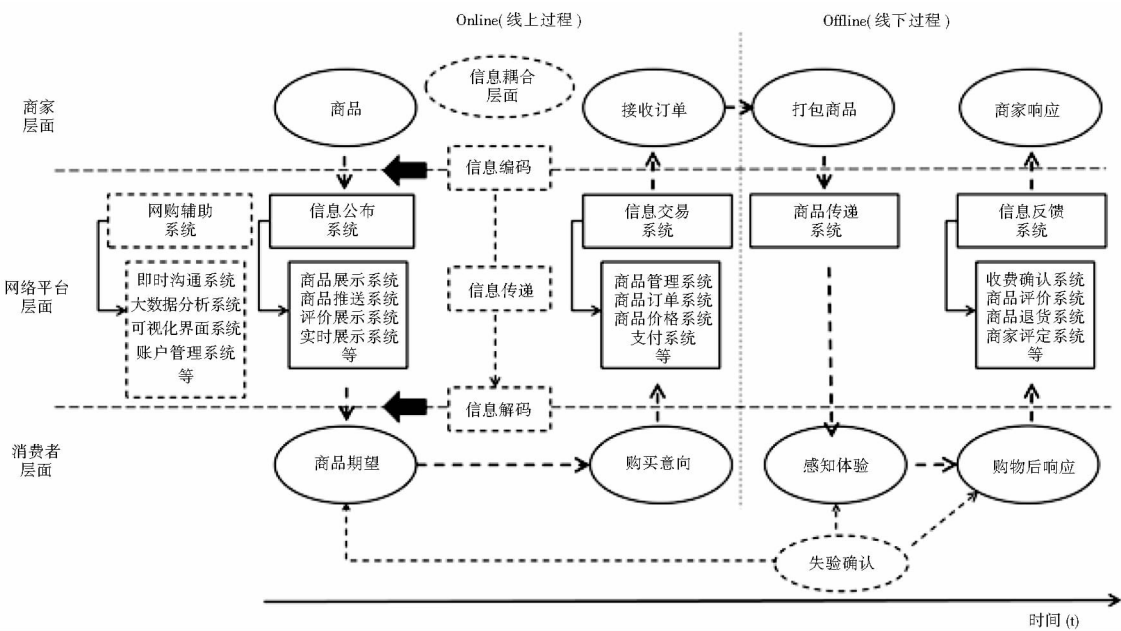 Online(线上过程)
Offline(线下过程)
商家
层面
商品
信息耦合
层面
接收订单
打包商品
商家响应
信息编码
网络平台
层面
网购辅助
系统
信息公布
系统
信息交易
系统
商品传递
系统
信息反馈
系统
即时沟通系统
大数据分析系统
可视化界面系统
账户管理系统
等
商品展示系统
商品推送系统
评价展示系统
实时展示系统
等
信息传递
商品管理系统
商品订单系统
商品价格系统
支付系统
等
收费确认系统
商品评价系统
商品退货系统
商家评定系统
等
信息解码
消费者
层面
商品期望
购买意向
感知体验
购物后响应
失验确认
时间(t)